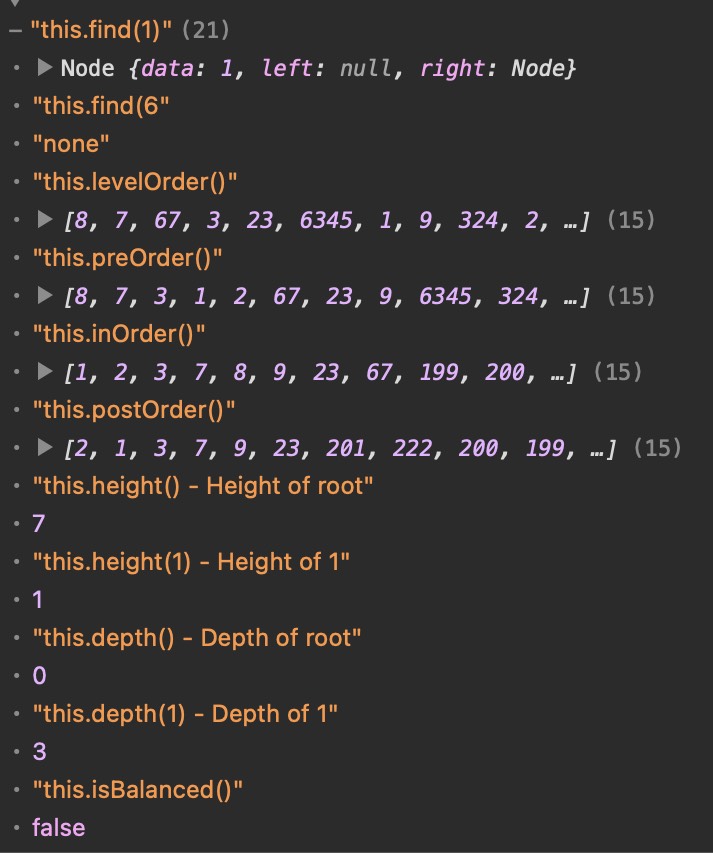 "this.find(1)" (21)
Node {data: 1, left: null, right: Node}
"this.find(6"
"none"
"this.levelOrder()"
[8, 7, 67, 3, 23, 6345, 1, 9, 324, 2, …] (15)
"this.preOrder()"
[8, 7, 3, 1, 2, 67, 23, 9, 6345, 324, …] (15)
"this.inOrder()"
[1, 2, 3, 7, 8, 9, 23, 67, 199, 200, …] (15)
"this.postOrder()"
[2, 1, 3, 7, 9, 23, 201, 222, 200, 199, …] (15)
"this.height() - Height of root"
7
"this.height(1) - Height of 1"
1
"this.depth() - Depth of root"
0
"this.depth(1) - Depth of 1"
3
"this.isBalanced()"
false